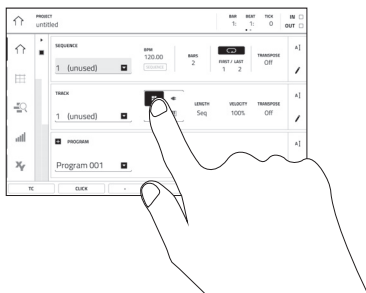 PROJECT
untitled
BAR BEAT TICK
1: 1: 0
IN
OUT
SEQUENCE
1 (unused)
BPM
120.00
SEQUENCE
BARS
2
FIRST / LAST
1 2
TRANSPOSE
Off
TRACK
1 (unused)
LENGTH
Seq
VELOCITY
100%
TRANSPOSE
Off
PROGRAM
Program 001
TC CLICK -